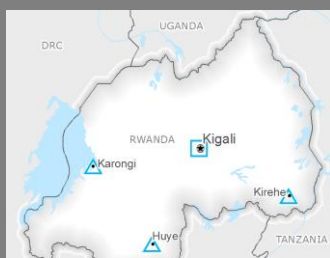 UGANDA
DRC
RWANDA
Kigali
Karongi
Kirehe
Huye
TANZANIA